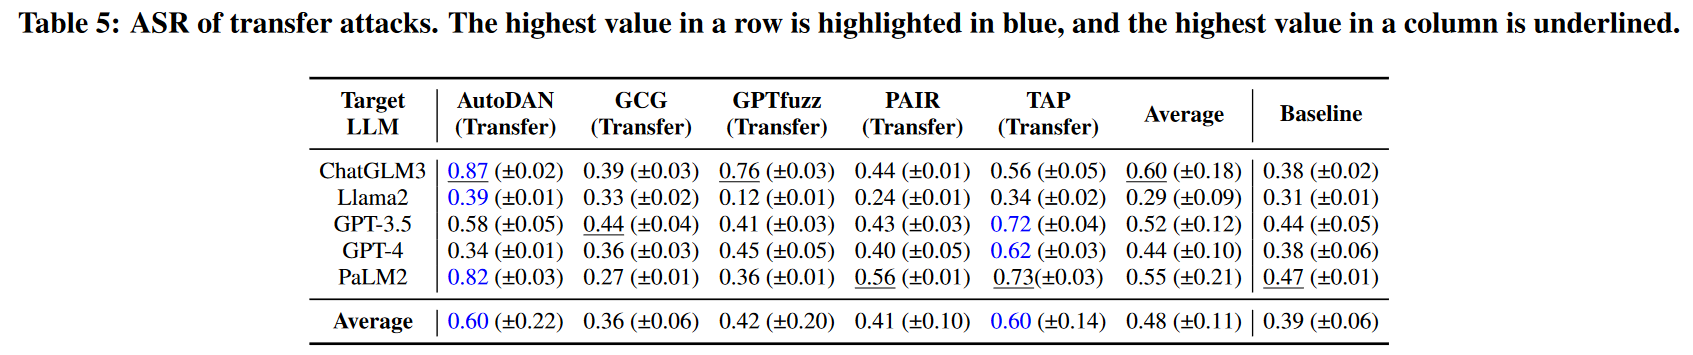 Table 5: ASR of transfer attacks. The highest value in a row is highlighted in blue, and the highest value in a column is underlined.
Target LLM AutoDAN (Transfer) GCG (Transfer) GPTfuzz (Transfer) PAIR (Transfer) TAP (Transfer) Average Baseline
ChatGLM3 0.87 (±0.02) 0.39 (±0.03) 0.76 (±0.03) 0.44 (±0.01) 0.56 (±0.05) 0.60 (±0.18) 0.38 (±0.02)
Llama2 0.39 (±0.01) 0.33 (±0.02) 0.12 (±0.01) 0.24 (±0.01) 0.34 (±0.02) 0.29 (±0.09) 0.31 (±0.01)
GPT-3.5 0.58 (±0.05) 0.44 (±0.04) 0.41 (±0.03) 0.43 (±0.03) 0.72 (±0.04) 0.52 (±0.12) 0.44 (±0.05)
GPT-4 0.34 (±0.01) 0.36 (±0.03) 0.45 (±0.05) 0.40 (±0.05) 0.62 (±0.03) 0.44 (±0.10) 0.38 (±0.06)
PaLM2 0.82 (±0.03) 0.27 (±0.01) 0.36 (±0.01) 0.56 (±0.01) 0.73(±0.03) 0.55 (±0.21) 0.47 (±0.01)
Average 0.60 (±0.22) 0.36 (±0.06) 0.42 (±0.20) 0.41 (±0.10) 0.60 (±0.14) 0.48 (±0.11) 0.39 (±0.06)